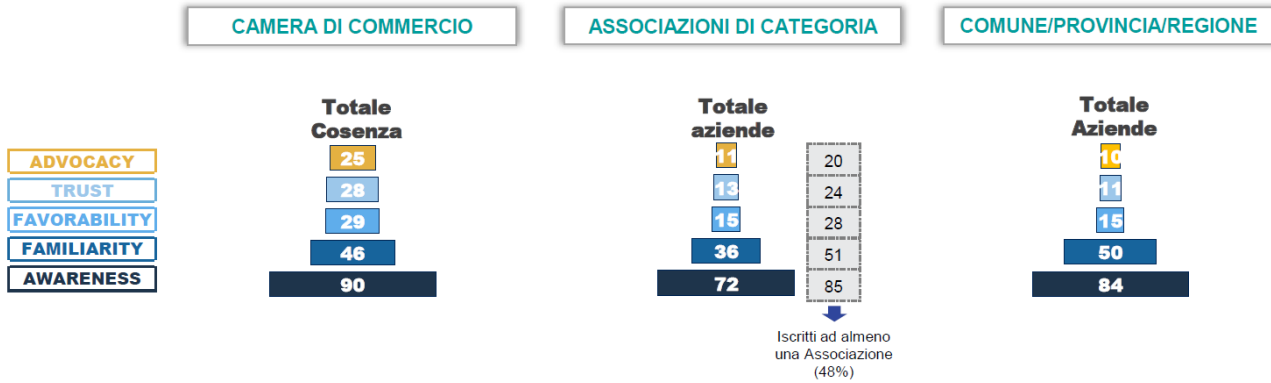 CAMERA DI COMMERCIO
ASSOCIAZIONI DI CATEGORIA
COMUNE/PROVINCIA/REGIONE
Totale
Cosenza
Totale
aziende
Totale
Aziende
ADVOCACY
25
11
20
10
TRUST
28
13
24
11
FAVORABILITY
29
15
28
15
FAMILIARITY
46
36
51
50
AWARENESS
90
72
85
84
Iscritti ad almeno
una Associazione
(48%)